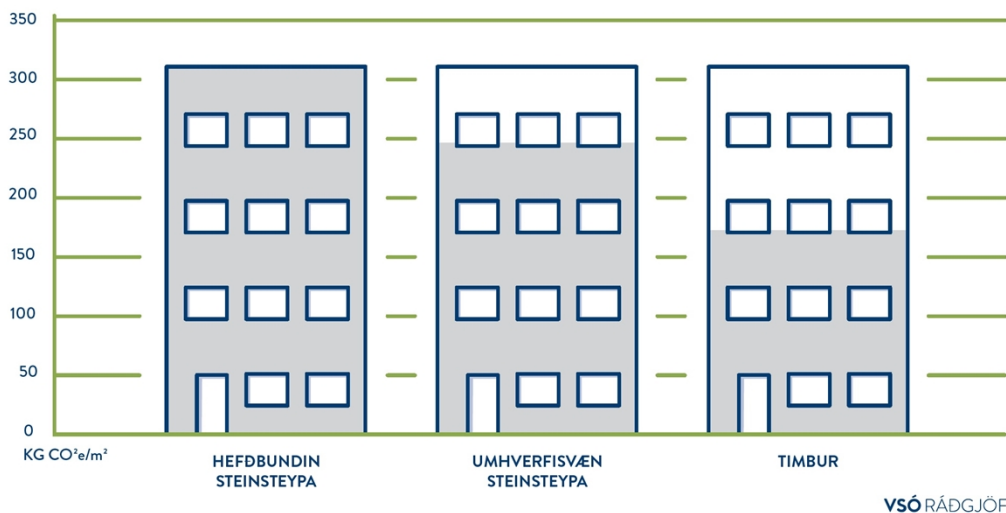 350
300
250
200
150
100
50
0
KG CO²e/m²
HEFÐBUNDIN
STEINSTEYPA
UMHVERFISVÆN
STEINSTEYPA
TIMBUR
VSÓ RÁÐGJÖF